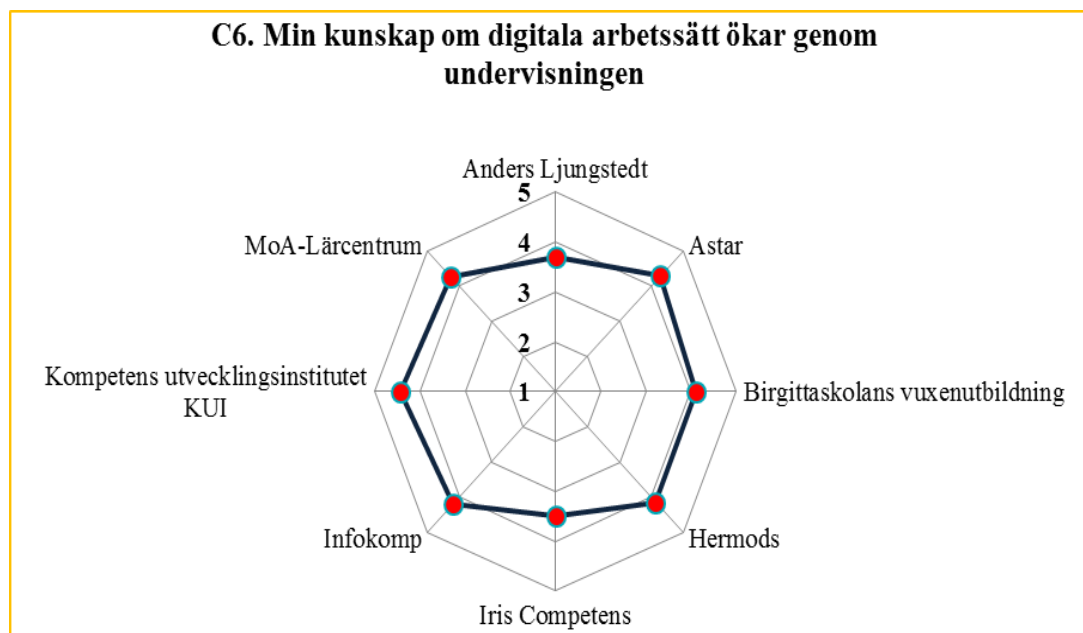 C6. Min kunskap om digitala arbetssätt ökar genom
undervisningen
Anders Ljungstedt
5
MoA-Lärcentrum
Astar
4
3
2
Kompetens utvecklingsinstitutet
KUI
1
Birgittaskolans vuxenutbildning
Infokomp
Hermods
Iris Competens